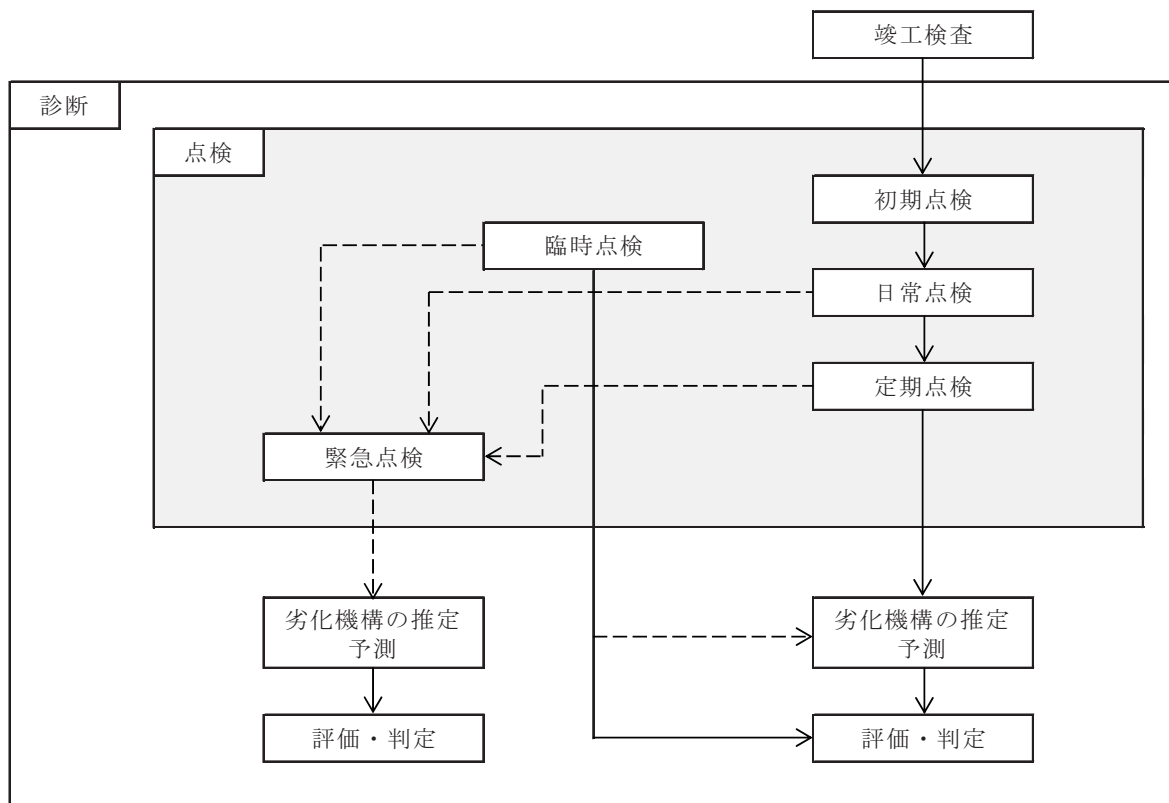 竣工検査
診断
点検
初期点検
臨時点検
日常点検
定期点検
緊急点検
劣化機構の推定
予測
劣化機構の推定
予測
評価・判定
評価・判定